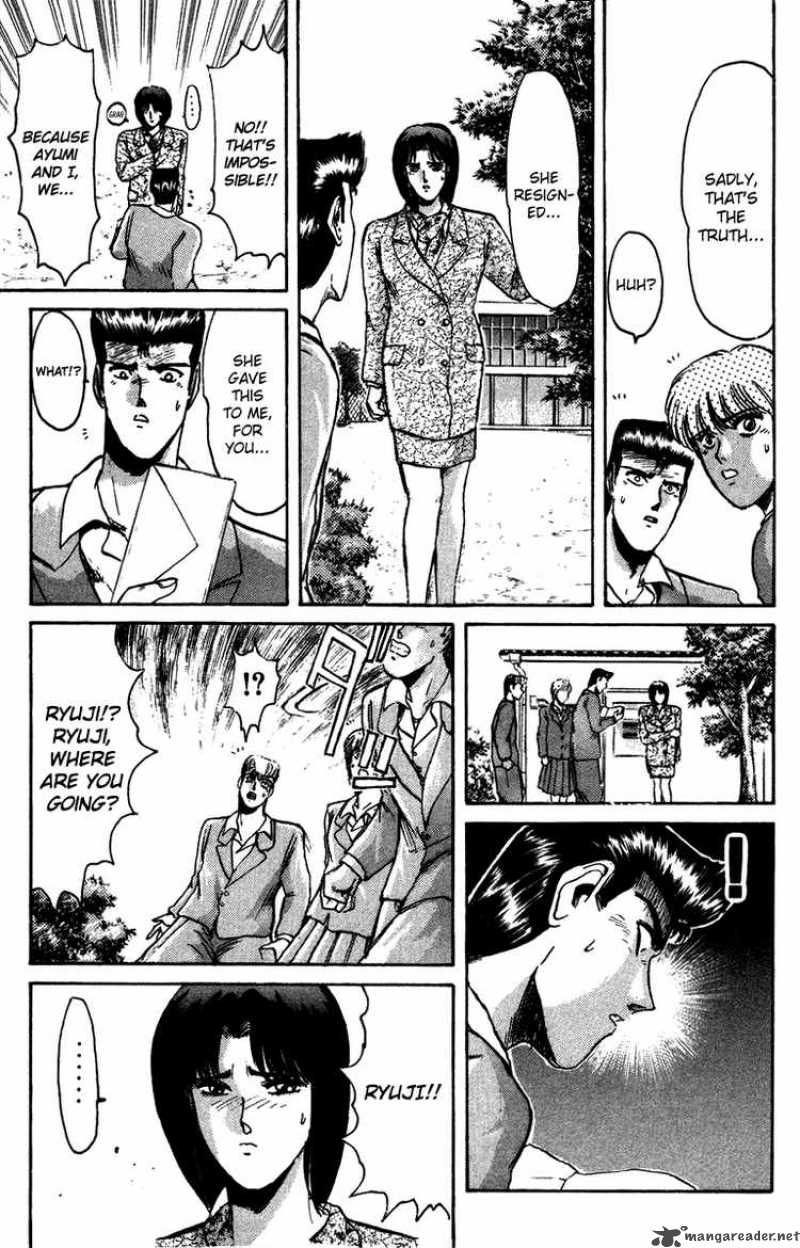 SADLY,
THAT'S
THE
TRUTH...
HUH?
SHE
RESIGN-
ED...
NO!!
THAT'S
IMPOS-
SIBLE!!
....
GRAB
BECAUSE
AYUMI
AND I,
WE...
SHE
GAVE
THIS
TO ME,
FOR
YOU...
WHAT!?
!
!?
RYUJI!?
RYUJI,
WHERE
ARE YOU
GOING?
RYUJI!!
......
mangareader.net